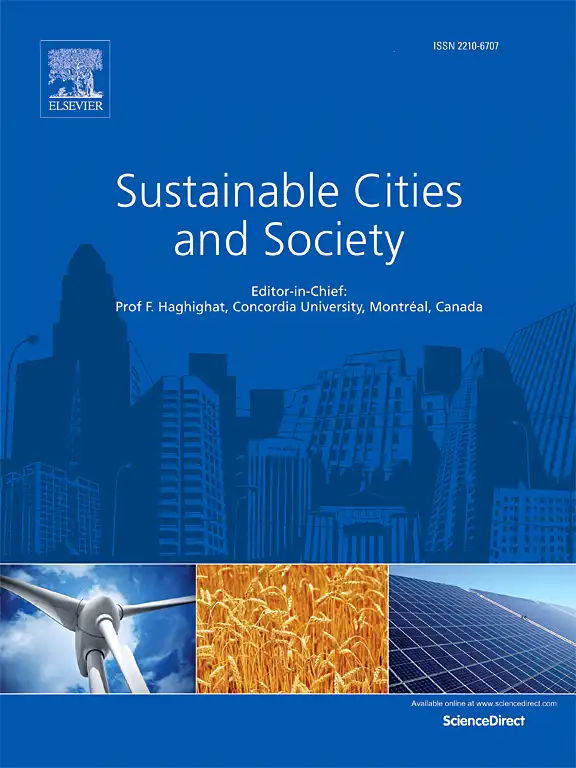 ISSN 2210-6707
ELSEVIER
Sustainable Cities
and Society
Editor-in-Chief:
Prof F. Haghighat, Concordia University, Montréal, Canada
Available online at www.sciencedirect.com
ScienceDirect